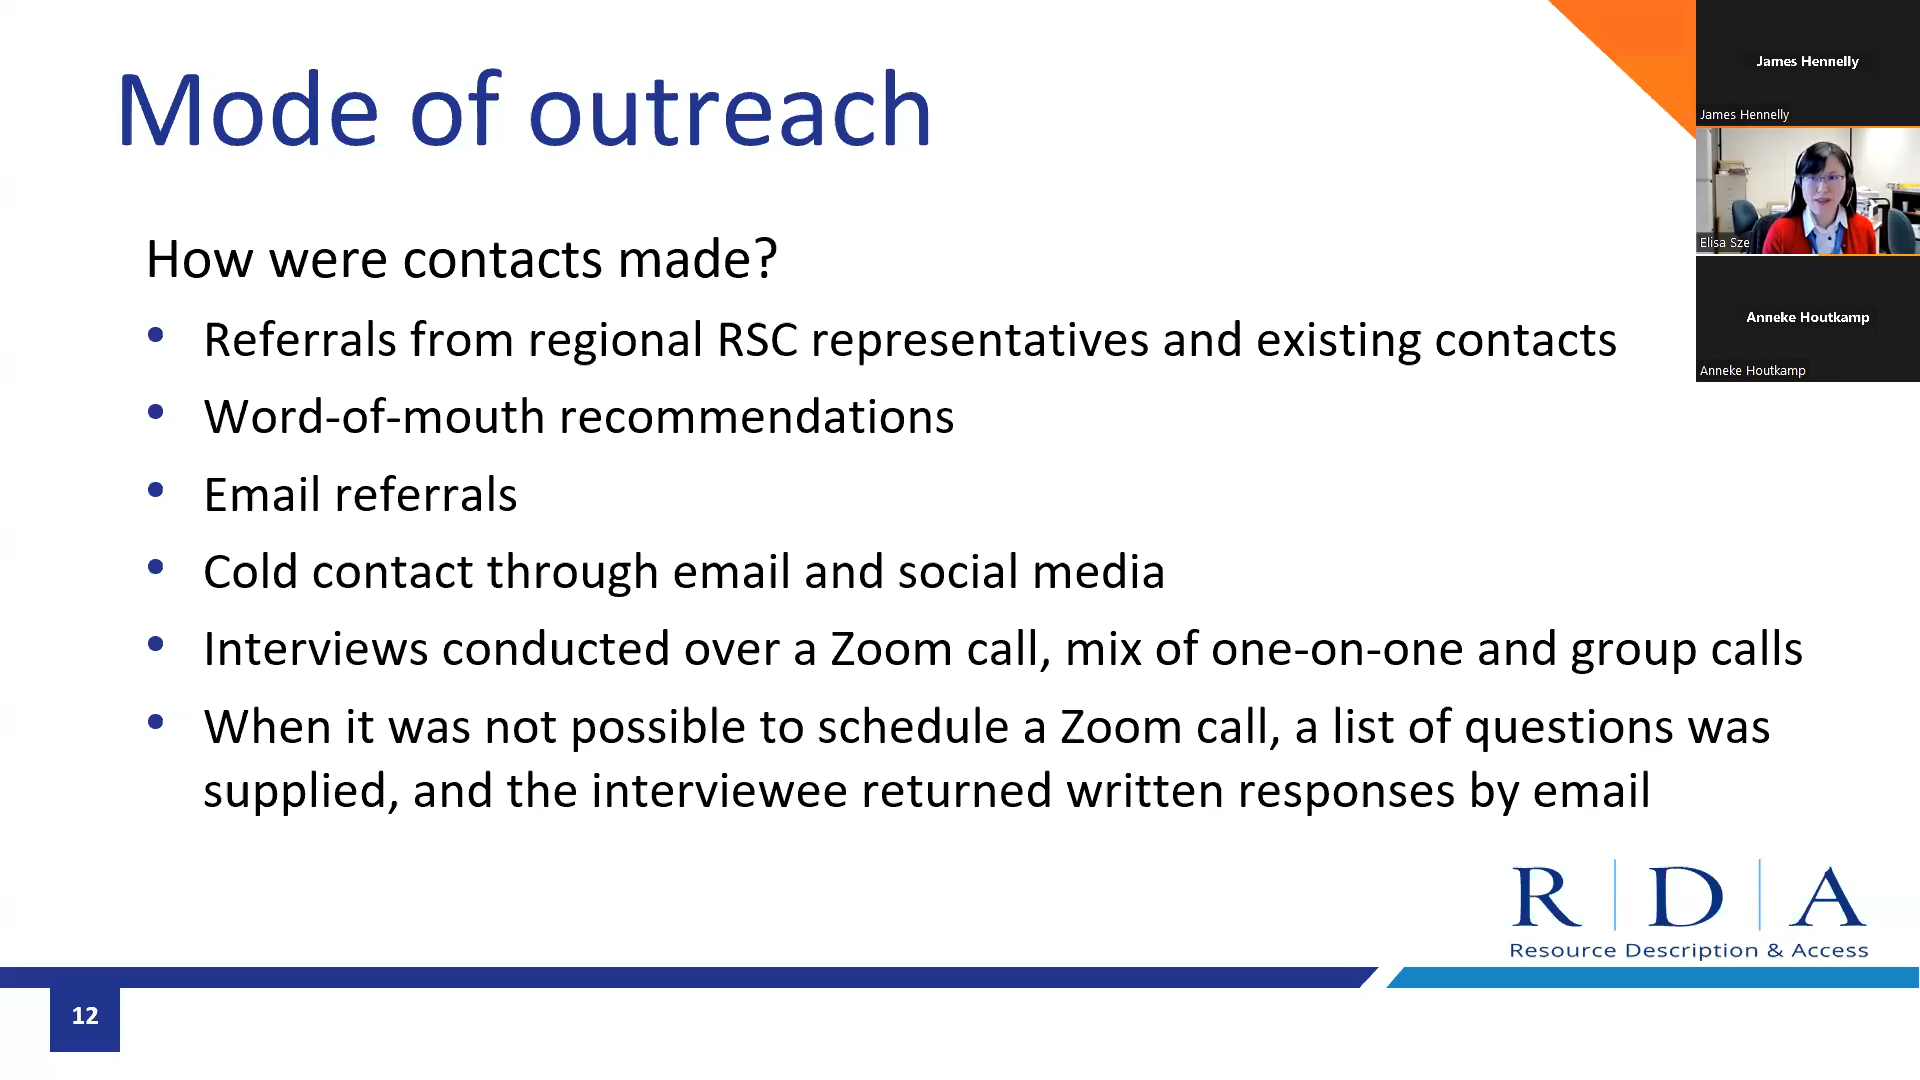 Mode of outreach
How were contacts made?
• Referrals from regional RSC representatives and existing contacts
• Word-of-mouth recommendations
• Email referrals
• Cold contact through email and social media
• Interviews conducted over a Zoom call, mix of one-on-one and group calls
• When it was not possible to schedule a Zoom call, a list of questions was
supplied, and the interviewee returned written responses by email
R | D | A
Resource Description & Access
12
James Hennelly
James Hennelly
Elisa Sze
Anneke Houtkamp
Anneke Houtkamp